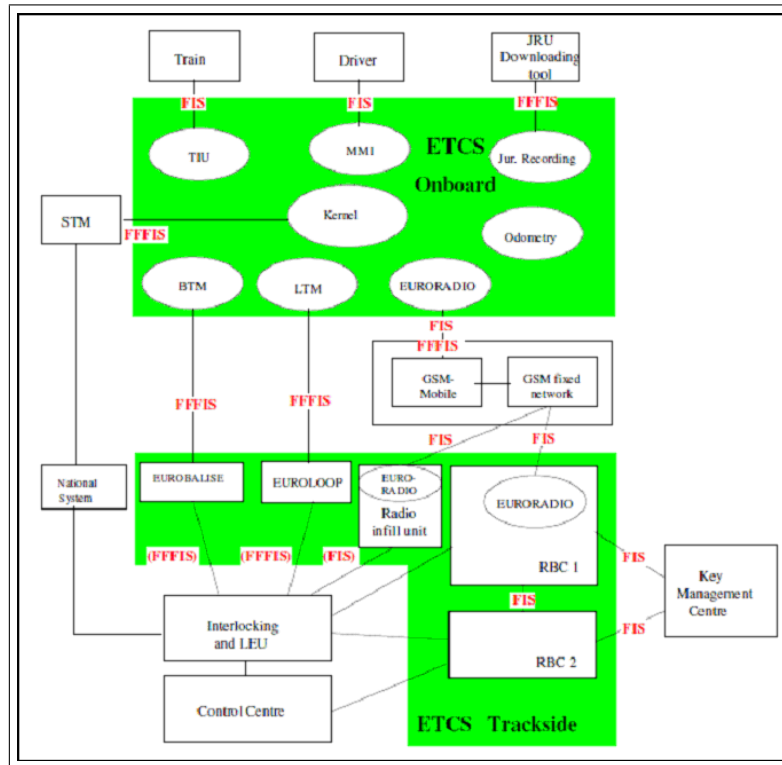 Train
Driver
JRU
Downloading
tool
FIS
FIS
FFFIS
TIU
MMI
ETCS
Onboard
Jur. Recording
STM
FFFIS
Kernel
Odometry
BTM
LTM
EURORADIO
FIS
FFFIS
GSM-
Mobile
GSM fixed
network
FFFIS
FFFIS
FIS
FIS
National
System
EUROBALISE
EUROLOOP
EURO-
RADIO
Radio
infill unit
EURORADIO
RBC 1
(FFFIS)
(FFFIS)
(FIS)
FIS
FIS
Key
Management
Centre
FIS
Interlocking
and LEU
RBC 2
Control Centre
ETCS Trackside